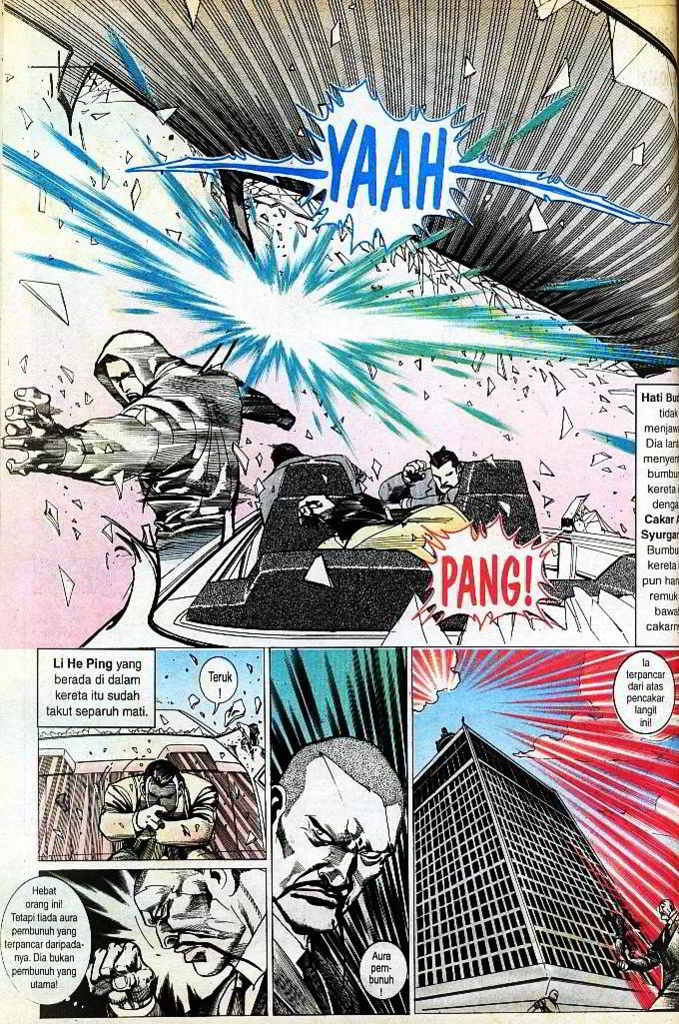 YAAH
Hati Bu
tidak
menjaw
Dia
bumbu
kereta
denga
Cakar A
Syurga
Bumbu
kereta
pun han
remuk
bawa
cakarn
PANG!
Li He Ping yang
berada di dalam
kereta itu sudah
takut separuh mati.
Teruk
!
Ia
terpancar
dari atas
pencakar
langit
ini!
Hebat
orang ini!
Tetapi tiada aura
pembunuh yang
terpancar daripada-
nya. Dia bukan
pembunuh yang
utama!
Aura
pem-
bunuh
!